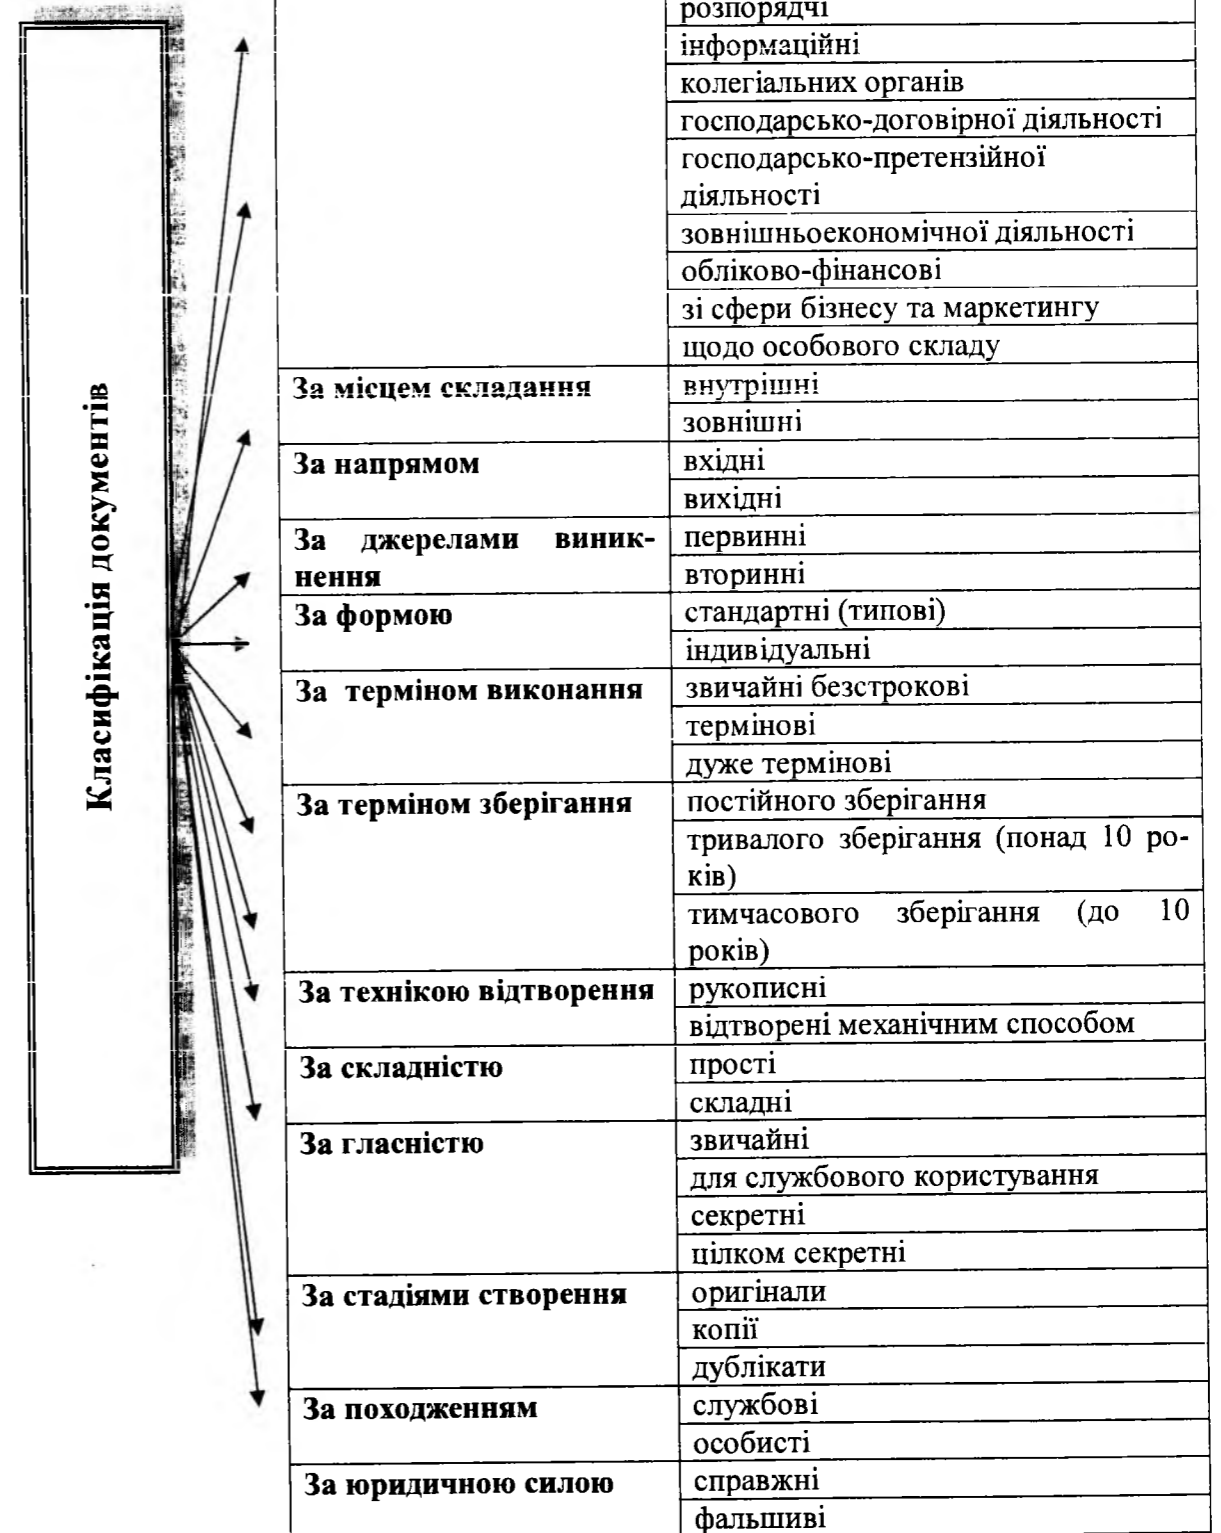 Класифікація документів
розпорядчі
інформаційні
колегіальних органів
господарсько-договірної діяльності
господарсько-претензійної
діяльності
зовнішньоекономічної діяльності
обліково-фінансові
зі сфери бізнесу та маркетингу
щодо особового складу
За місцем складання
внутрішні
зовнішні
За напрямом
вхідні
вихідні
За джерелами виник-
нення
первинні
вторинні
За формою
стандартні (типові)
індивідуальні
За терміном виконання
звичайні безстрокові
термінові
дуже термінові
За терміном зберігання
постійного зберігання
тривалого зберігання (понад 10 ро-
ків)
тимчасового зберігання (до 10
років)
За технікою відтворення
рукописні
відтворені механічним способом
За складністю
прості
складні
За гласністю
звичайні
для службового користування
секретні
цілком секретні
За стадіями створення
оригінали
копії
дублікати
За походженням
службові
особисті
За юридичною силою
справжні
фальшиві